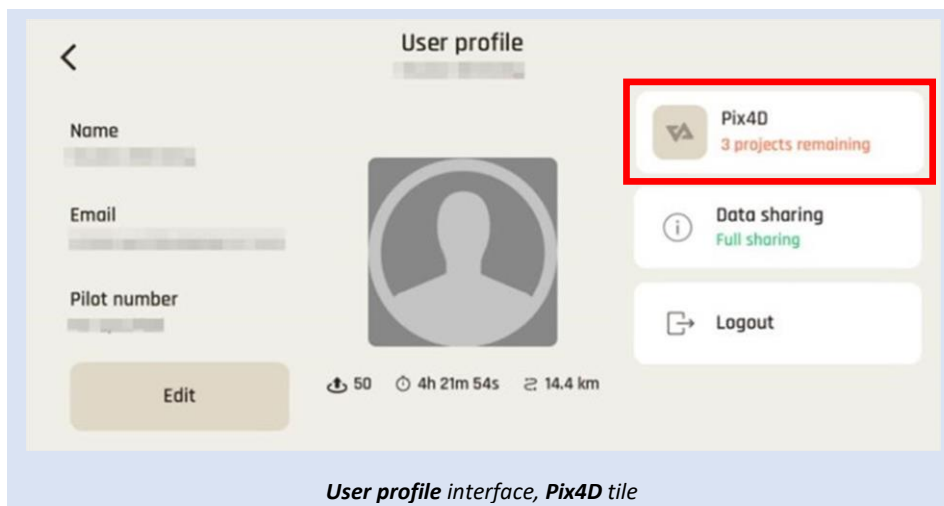 User profile
Name
Email
Pilot number
Edit
50 4h 21m 54s 14.4 km
Pix4D
3 projects remaining
Data sharing
Full sharing
Logout
User profile interface, Pix4D tile